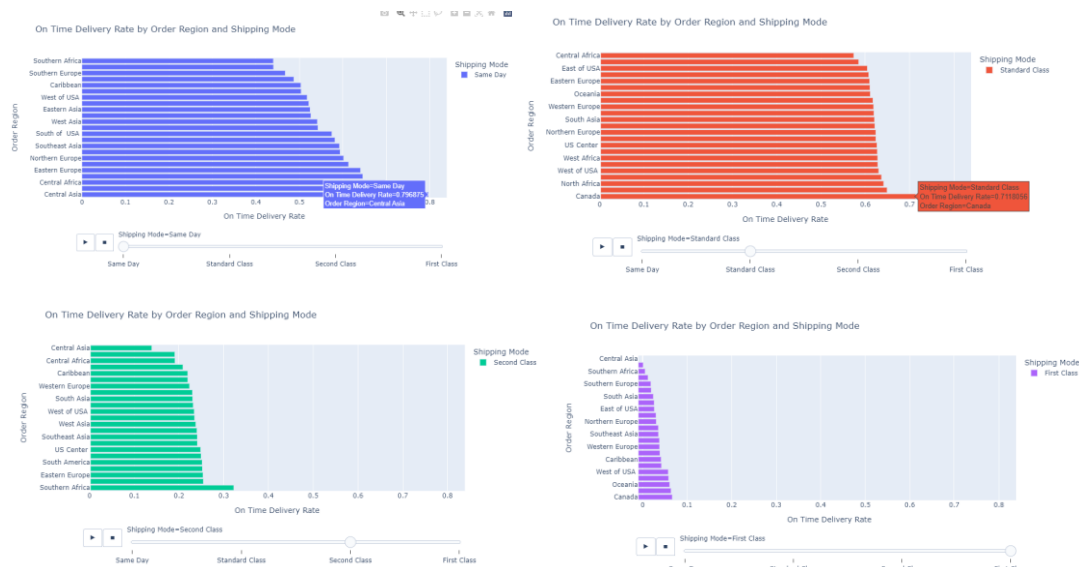 On Time Delivery Rate by Order Region and Shipping Mode
Southern Africa
Southern Europe
Caribbean
West of USA
Eastern Asia
West Asia
South of  USA
Southeast Asia
Northern Europe
Eastern Europe
Central Africa
Central Asia
Order Region
Shipping Mode
Same Day
Shipping Mode=Same Day
On Time Delivery Rate=0.796875
Order Region=Central Asia
0 0.1 0.2 0.3 0.4 0.5 0.6 0.7 0.8
On Time Delivery Rate
Shipping Mode=Same Day
Same Day Standard Class Second Class First Class
On Time Delivery Rate by Order Region and Shipping Mode
Central Africa
East of USA
Eastern Europe
Oceania
Western Europe
South Asia
Northern Europe
US Center
West Africa
West of USA
North Africa
Canada
Order Region
Shipping Mode
Standard Class
Shipping Mode=Standard Class
Order Region=Canada
0 0.1 0.2 0.3 0.4 0.5 0.6 0.7
On Time Delivery Rate
Shipping Mode=Standard Class
Same Day Standard Class Second Class First Class
On Time Delivery Rate by Order Region and Shipping Mode
Central Asia
Central Africa
Caribbean
Western Europe
South Asia
West of USA
West Asia
Southeast Asia
US Center
South America
Eastern Europe
Southern Africa
Order Region
Shipping Mode
Second Class
0 0.1 0.2 0.3 0.4 0.5 0.6 0.7 0.8
On Time Delivery Rate
Shipping Mode=Second Class
Same Day Standard Class Second Class First Class
On Time Delivery Rate by Order Region and Shipping Mode
Central Asia
Southern Africa
Southern Europe
South Asia
East of USA
Northern Europe
Southeast Asia
Western Europe
Caribbean
West of USA
Oceania
Canada
Order Region
Shipping Mode
First Class
0 0.1 0.2 0.3 0.4 0.5 0.6 0.7 0.8
On Time Delivery Rate
Shipping Mode=First Class